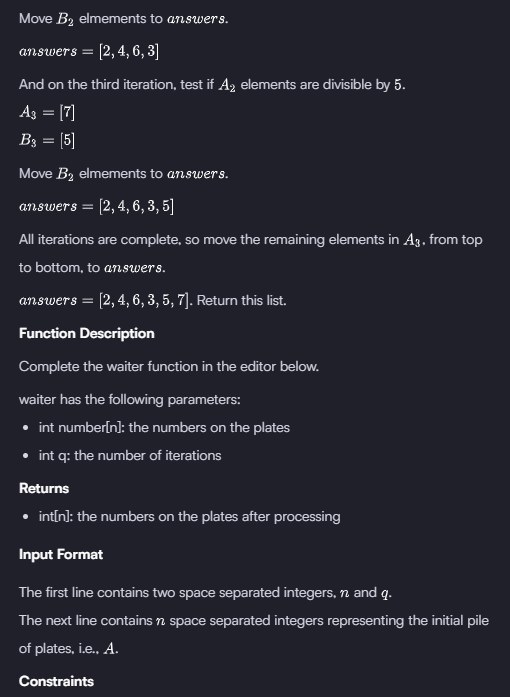 Move B₂ elmements to answers.
answers = [2, 4, 6, 3]
And on the third iteration, test if A₂ elements are divisible by 5.
A₃ = [7]
B₃ = [5]
Move B₂ elmements to answers.
answers = [2, 4, 6, 3, 5]
All iterations are complete, so move the remaining elements in A₃, from top
to bottom, to answers.
answers = [2, 4, 6, 3, 5, 7]. Return this list.
Function Description
Complete the waiter function in the editor below.
waiter has the following parameters:
• int number[n]: the numbers on the plates
• int q: the number of iterations
Returns
• int[n]: the numbers on the plates after processing
Input Format
The first line contains two space separated integers, n and q.
The next line contains n space separated integers representing the initial pile
of plates, i.e., A.
Constraints